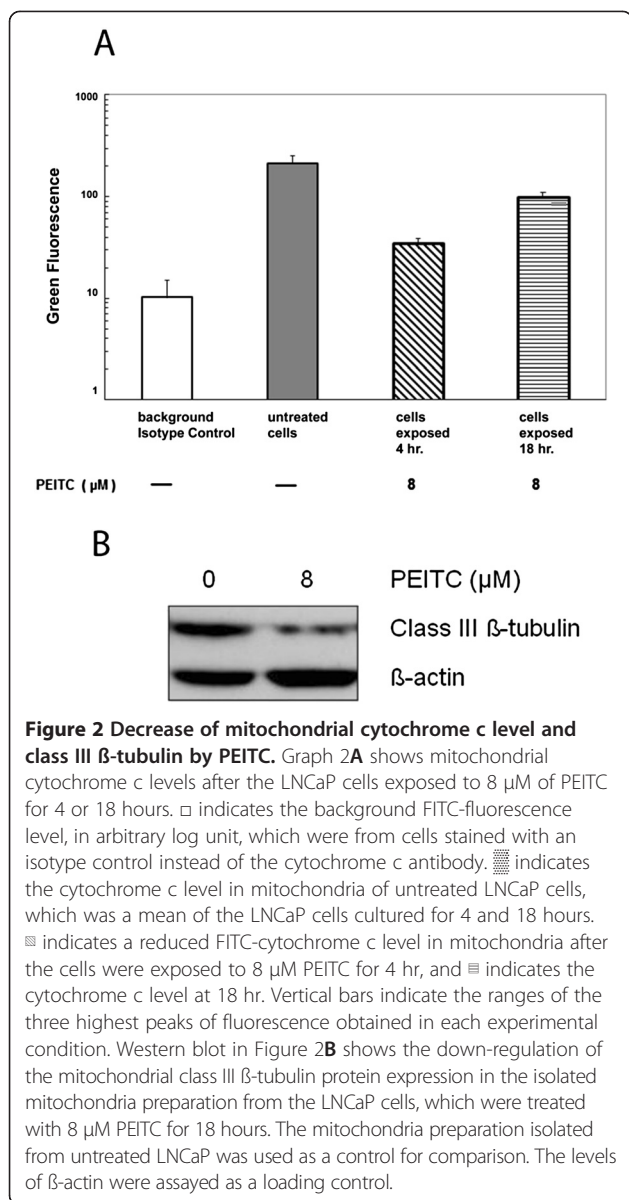 A
1000
100
10
1
Green Fluorescence
background
Isotype Control
untreated
cells
cells
exposed
4 hr.
cells
exposed
18 hr.
PEITC ( µM) — — 8 8
B
0 8 PEITC (µM)
Class III ß-tubulin
ß-actin
Figure 2 Decrease of mitochondrial cytochrome c level and
class III ß-tubulin by PEITC. Graph 2A shows mitochondrial
cytochrome c levels after the LNCaP cells exposed to 8 μM of PEITC
for 4 or 18 hours. □ indicates the background FITC-fluorescence
level, in arbitrary log unit, which were from cells stained with an
isotype control instead of the cytochrome c antibody. ▒ indicates
the cytochrome c level in mitochondria of untreated LNCaP cells,
which was a mean of the LNCaP cells cultured for 4 and 18 hours.
▨ indicates a reduced FITC-cytochrome c level in mitochondria after
the cells were exposed to 8 μM PEITC for 4 hr, and ▤ indicates the
cytochrome c level at 18 hr. Vertical bars indicate the ranges of the
three highest peaks of fluorescence obtained in each experimental
condition. Western blot in Figure 2B shows the down-regulation of
the mitochondrial class III ß-tubulin protein expression in the isolated
mitochondria preparation from the LNCaP cells, which were treated
with 8 μM PEITC for 18 hours. The mitochondria preparation isolated
from untreated LNCaP was used as a control for comparison. The levels
of ß-actin were assayed as a loading control.